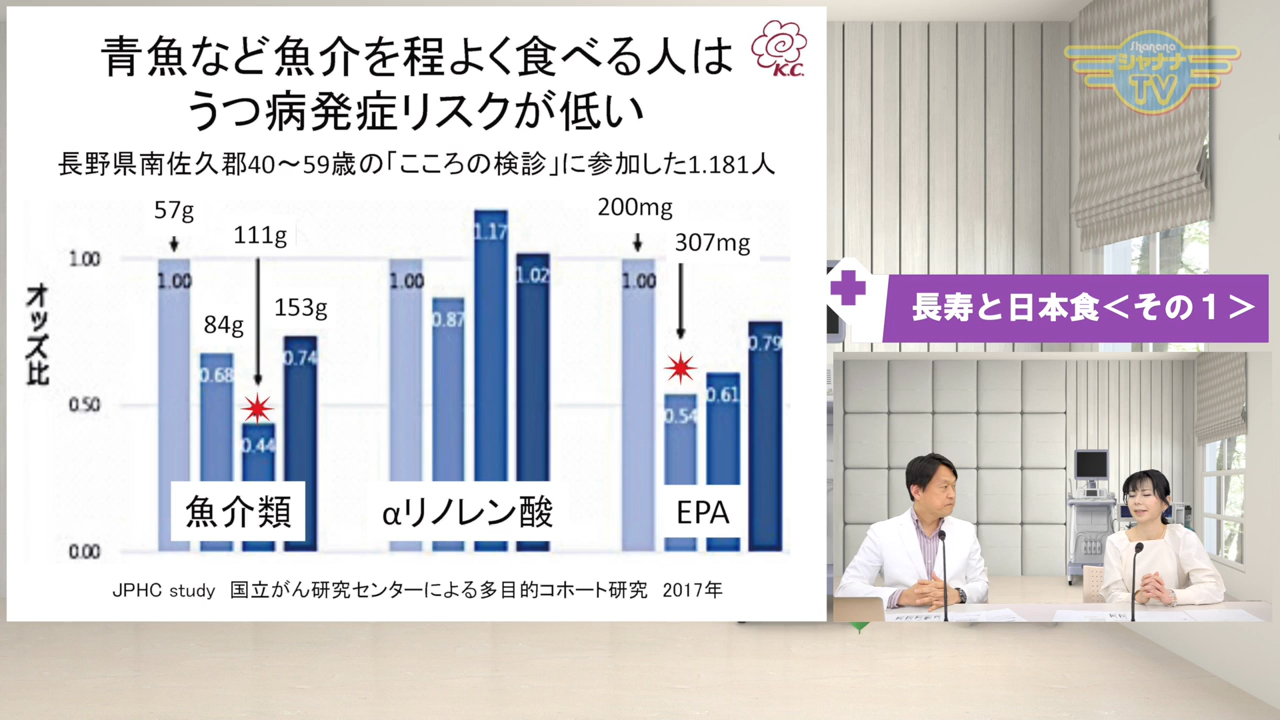 青魚など魚介を程よく食べる人は
うつ病発症リスクが低い
K.C.
長野県南佐久郡40～59歳の「こころの検診」に参加した1.181人
オッズ比
1.00
0.50
0.00
57g
84g
111g
153g
1.00
0.68
0.44
0.74
魚介類
1.00
0.87
1.17
1.02
αリノレン酸
200mg
307mg
1.00
0.54
0.61
0.79
EPA
JPHC study 国立がん研究センターによる多目的コホート研究 2017年
Shanana
シャナナ
TV
長寿と日本食＜その１＞